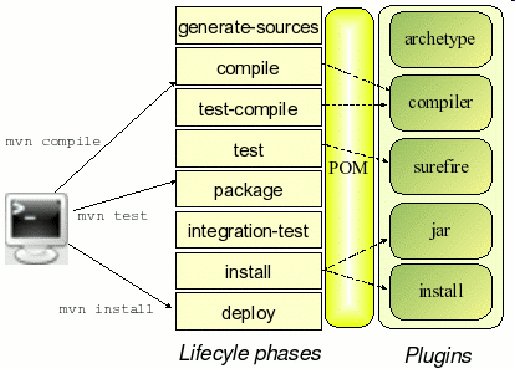 generate-sources
compile
test-compile
test
package
integration-test
install
deploy
mvn compile
mvn test
mvn install
POM
archetype
compiler
surefire
jar
install
Lifecyle phases
Plugins